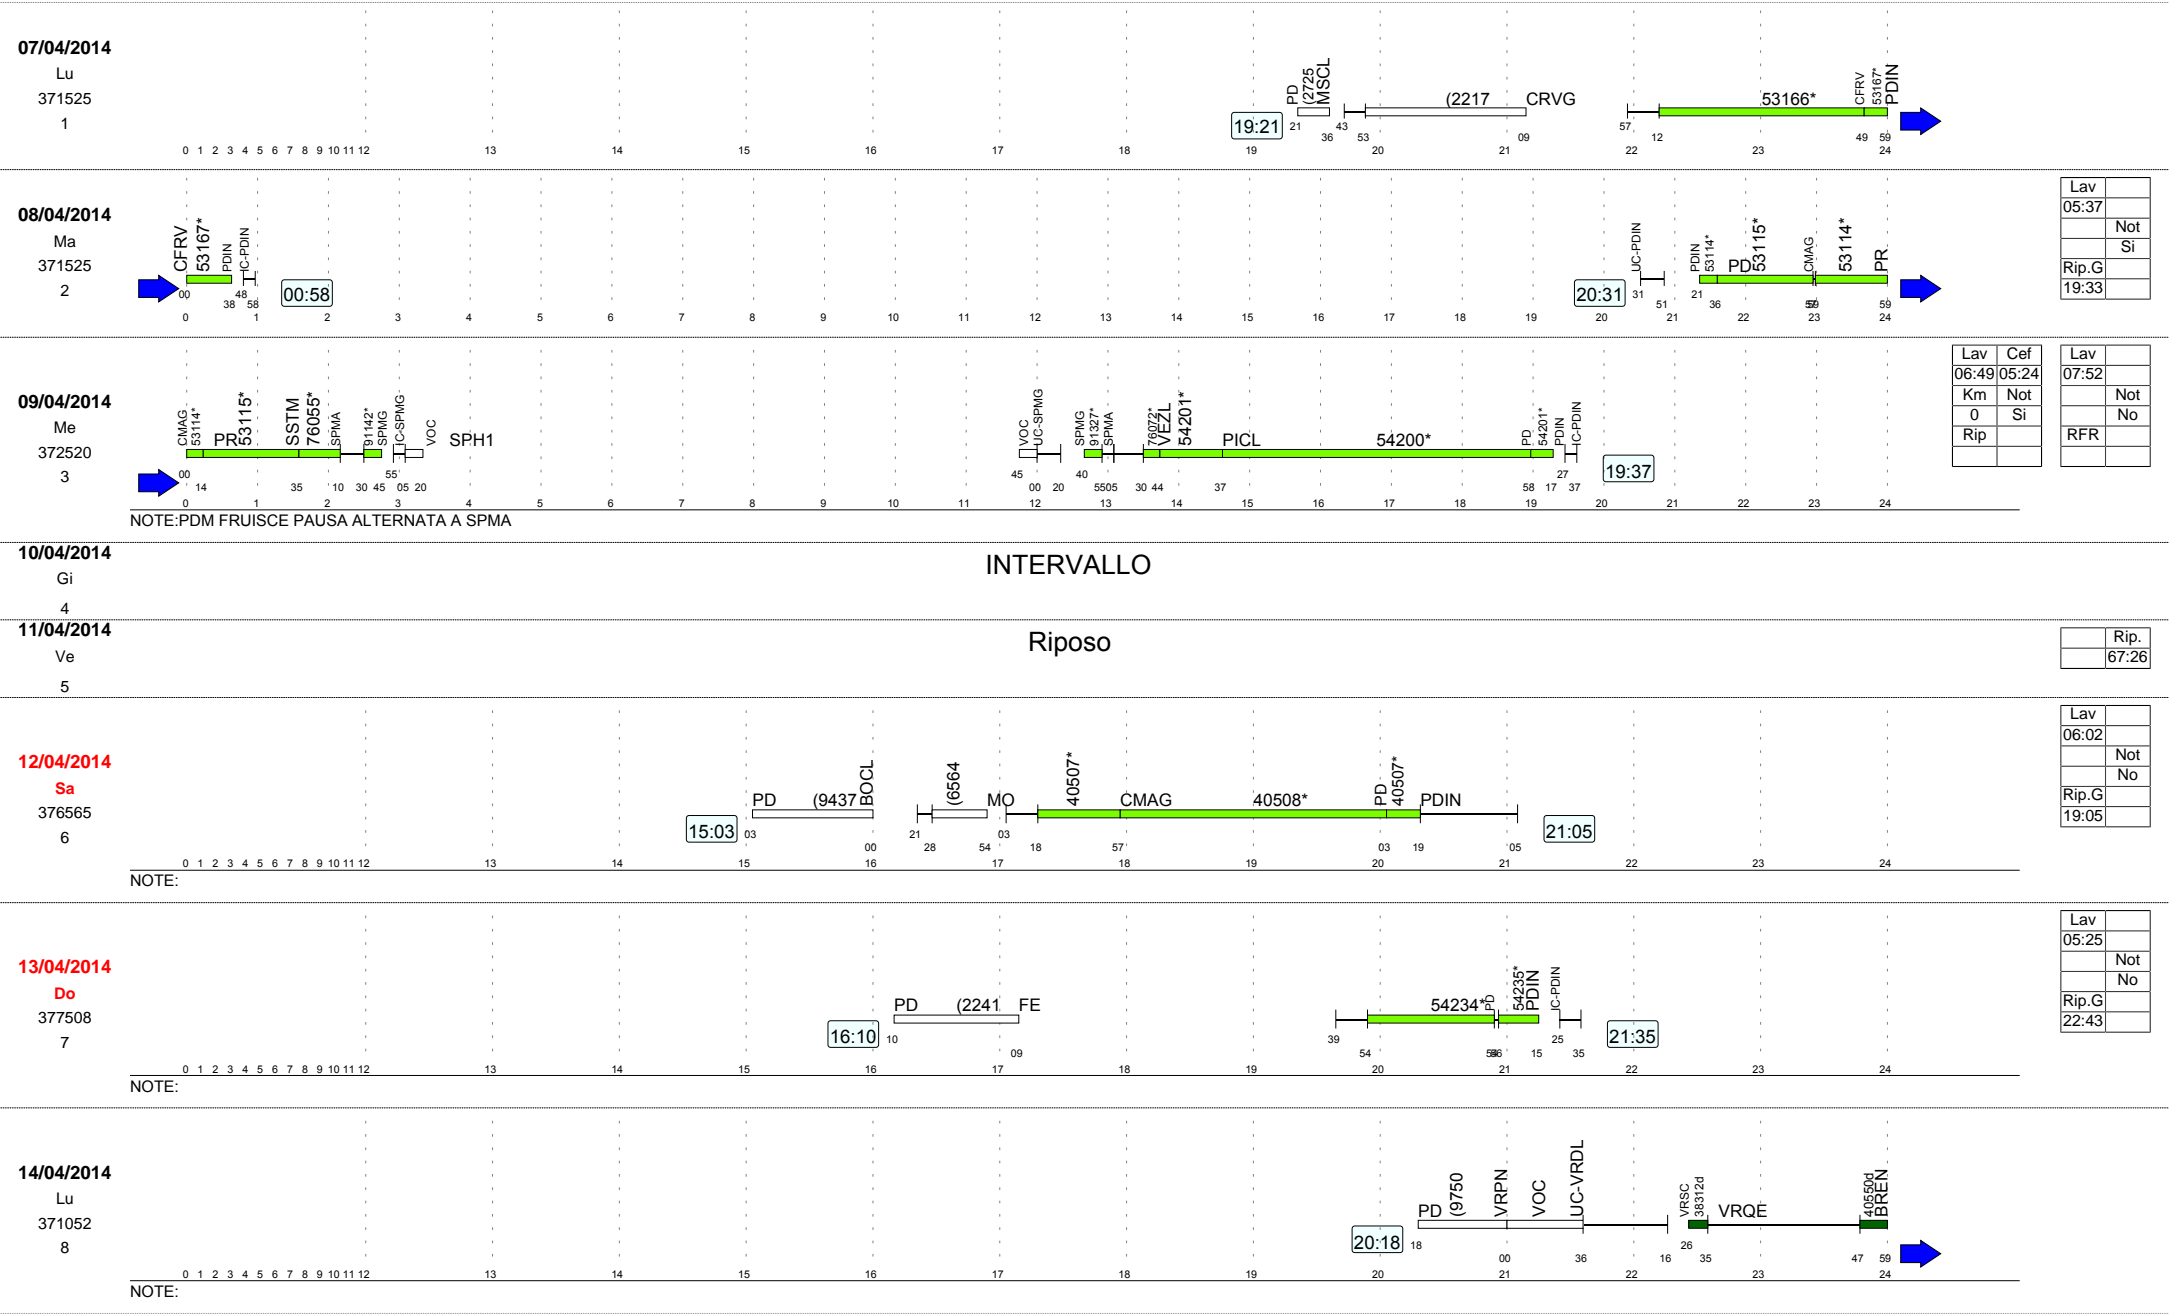 07/04/2014
Lu
371525
1
19:21
PD (2725 MSCL (2217 CRVG 53166* CFRV 53167* PDIN
21 36 43 53 09 57 12 49 59
0 1 2 3 4 5 6 7 8 9 10 11 12 13 14 15 16 17 18 19 20 21 22 23 24
08/04/2014
Ma
371525
2
CFRV 53167* PDIN IC-PDIN
00 38 48 58
00:58
20:31
UC-PDIN PDIN 53114* PD 53115* CMAG 53114* PR
31 51 21 36 59
0 1 2 3 4 5 6 7 8 9 10 11 12 13 14 15 16 17 18 19 20 21 22 23 24
Lav
05:37
Not
Si
Rip.G
19:33
09/04/2014
Me
372520
3
CMAG 53114* PR 53115* SSTM 76055* SPMA 91142* SPMG IC-SPMG VOC SPH1
00 14 35 10 30 45 55 05 20
VOC UC-SPMG SPMG 91327* SPMA 76072* VEZL 54201* PICL 54200* PD 54201* PDIN IC-PDIN
45 00 20 40 55 05 30 44 37 58 17 27 37
19:37
0 1 2 3 4 5 6 7 8 9 10 11 12 13 14 15 16 17 18 19 20 21 22 23 24
NOTE:PDM FRUISCE PAUSA ALTERNATA A SPMA
Lav Cef
06:49 05:24
Km Not
0 Si
Rip
Lav
07:52
Not
No
RFR
10/04/2014
Gi
4
INTERVALLO
11/04/2014
Ve
5
Riposo
Rip.
67:26
12/04/2014
Sa
376565
6
15:03
PD (9437 BOCL (6564 MO 40507* CMAG 40508* PD 40507* PDIN
03 00 21 28 54 03 18 57 03 19 05
21:05
0 1 2 3 4 5 6 7 8 9 10 11 12 13 14 15 16 17 18 19 20 21 22 23 24
NOTE:
Lav
06:02
Not
No
Rip.G
19:05
13/04/2014
Do
377508
7
16:10
PD (2241 FE 54234* PD 54235* PDIN IC-PDIN
10 09 39 54 15 25 35
21:35
0 1 2 3 4 5 6 7 8 9 10 11 12 13 14 15 16 17 18 19 20 21 22 23 24
NOTE:
Lav
05:25
Not
No
Rip.G
22:43
14/04/2014
Lu
371052
8
20:18
PD (9750 VRPN VOC UC-VRDL VRSC 38312d VRQE 40550d BREN
18 00 36 16 26 35 47 59
0 1 2 3 4 5 6 7 8 9 10 11 12 13 14 15 16 17 18 19 20 21 22 23 24
NOTE: